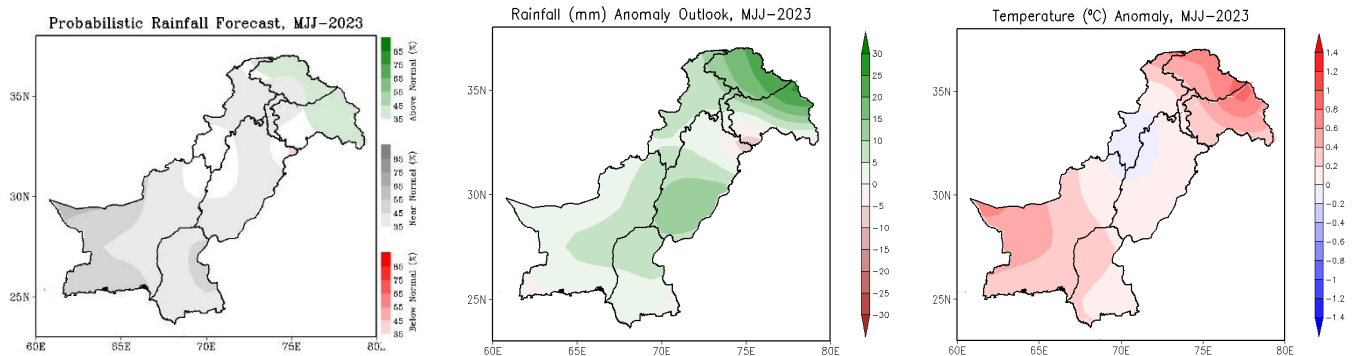 Probabilistic Rainfall Forecast, MJJ-2023
35N
30N
25N
60E 65E 70E 75E 80
85
75
65
55
45
35
Above Normal (%)
85
75
65
55
45
35
Near Normal (%)
85
75
65
55
45
35
Below Normal (%)
Rainfall (mm) Anomaly Outlook, MJJ-2023
35N
30N
25N
60E 65E 70E 75E 80E
30
25
20
15
10
5
0
-5
-10
-15
-20
-25
-30
Temperature (ºC) Anomaly, MJJ-2023
35N
30N
25N
60E 65E 70E 75E 80E
1.4
1.2
1
0.8
0.6
0.4
0.2
0
-0.2
-0.4
-0.6
-0.8
-1
-1.2
-1.4